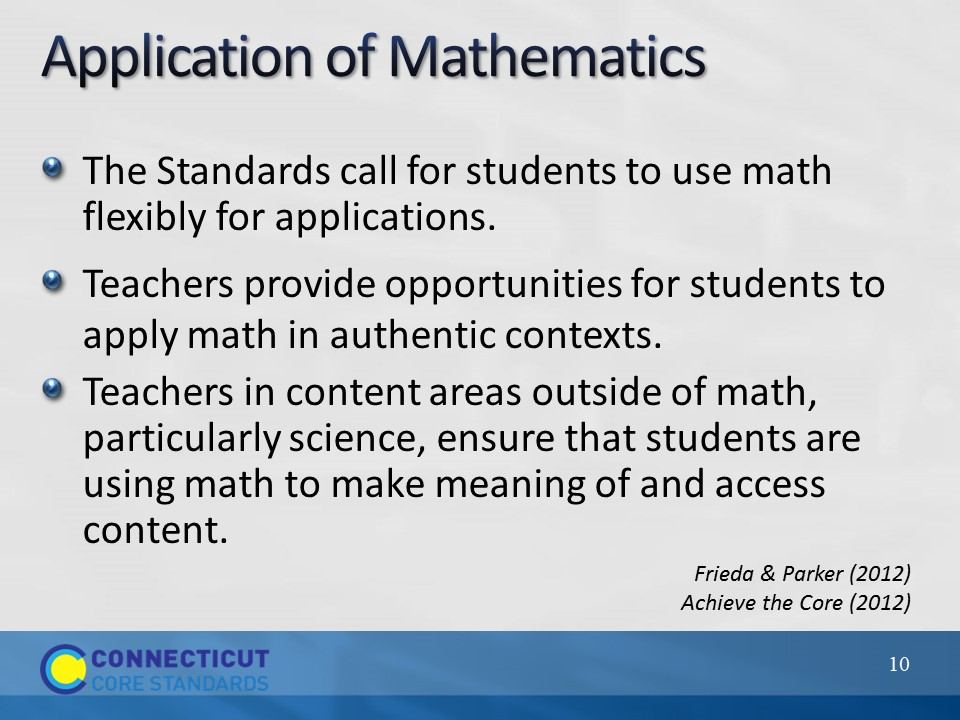 Application of Mathematics
The Standards call for students to use math
flexibly for applications.
Teachers provide opportunities for students to
apply math in authentic contexts.
Teachers in content areas outside of math,
particularly science, ensure that students are
using math to make meaning of and access
content.
Frieda & Parker (2012)
Achieve the Core (2012)
CONNECTICUT
CORE STANDARDS
10